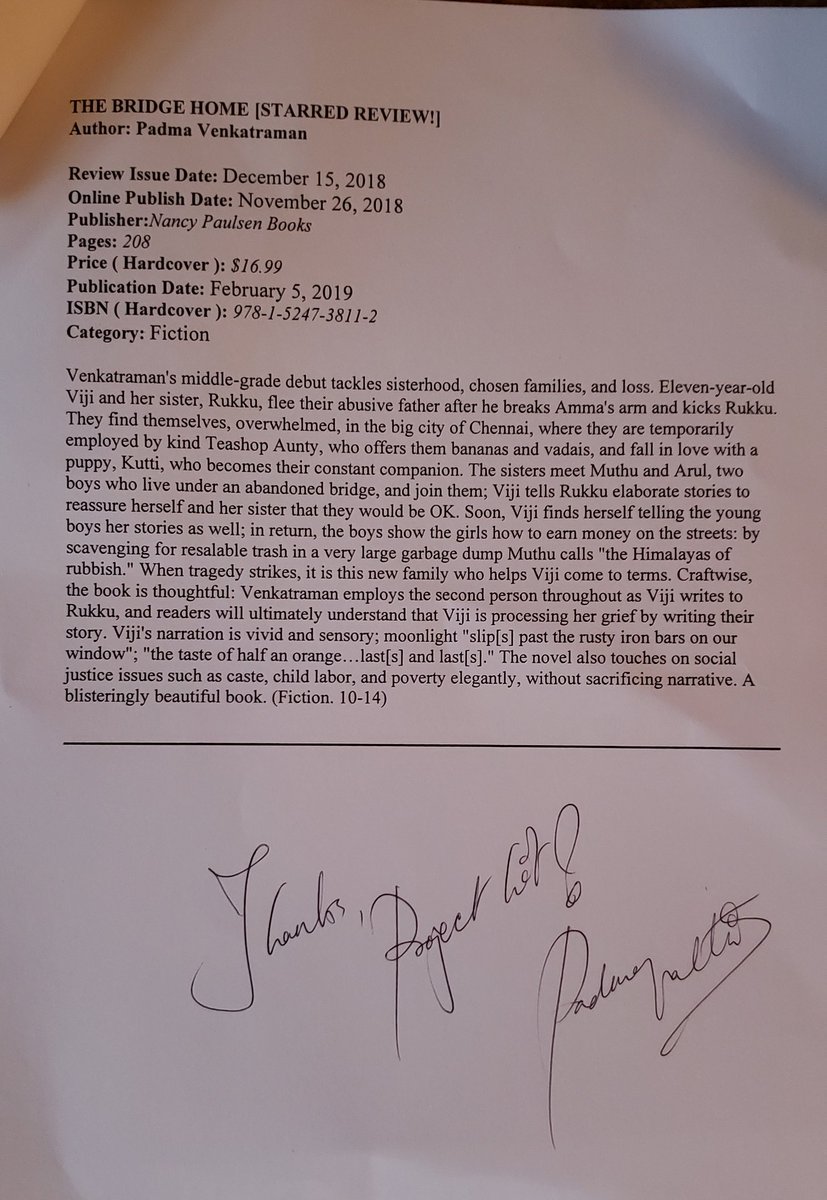 THE BRIDGE HOME [STARRED REVIEW!]
Author: Padma Venkatraman
Review Issue Date: December 15, 2018
Online Publish Date: November 26, 2018
Publisher:Nancy Paulsen Books
Pages: 208
Price ( Hardcover ): $16.99
Publication Date: February 5, 2019
ISBN ( Hardcover ): 978-1-5247-3811-2
Category: Fiction
Venkatraman's middle-grade debut tackles sisterhood, chosen families, and loss. Eleven-year-old
Viji and her sister, Rukku, flee their abusive father after he breaks Amma's arm and kicks Rukku.
They find themselves, overwhelmed, in the big city of Chennai, where they are temporarily
employed by kind Teashop Aunty, who offers them bananas and vadais, and fall in love with a
puppy, Kutti, who becomes their constant companion. The sisters meet Muthu and Arul, two
boys who live under an abandoned bridge, and join them; Viji tells Rukku elaborate stories to
reassure herself and her sister that they would be OK. Soon, Viji finds herself telling the young
boys her stories as well; in return, the boys show the girls how to earn money on the streets: by
scavenging for resalable trash in a very large garbage dump Muthu calls "the Himalayas of
rubbish." When tragedy strikes, it is this new family who helps Viji come to terms. Craftwise,
the book is thoughtful: Venkatraman employs the second person throughout as Viji writes to
Rukku, and readers will ultimately understand that Viji is processing her grief by writing their
story. Viji's narration is vivid and sensory; moonlight "slip[s] past the rusty iron bars on our
window"; "the taste of half an orange…last[s] and last[s]." The novel also touches on social
justice issues such as caste, child labor, and poverty elegantly, without sacrificing narrative. A
blisteringly beautiful book. (Fiction. 10-14)
Thanks, Project Lit!